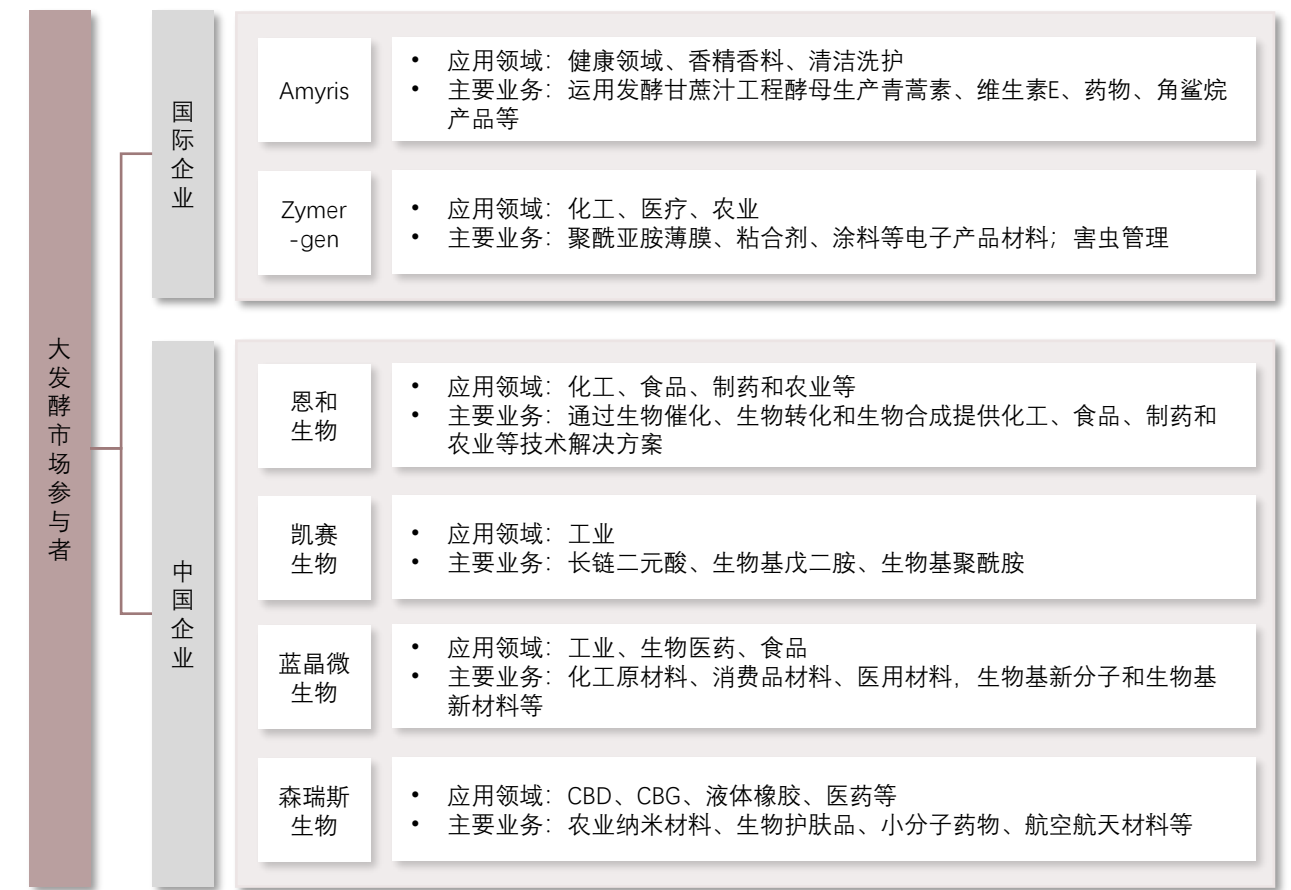 大发酵市场参与者
国际企业
Amyris
• 应用领域：健康领域、香精香料、清洁洗护
• 主要业务：运用发酵甘蔗汁工程酵母生产青蒿素、维生素E、药物、角鲨烷
产品等
Zymer
-gen
• 应用领域：化工、医疗、农业
• 主要业务：聚酰亚胺薄膜、粘合剂、涂料等电子产品材料；害虫管理
中国企业
恩和
生物
• 应用领域：化工、食品、制药和农业等
• 主要业务：通过生物催化、生物转化和生物合成提供化工、食品、制药和
农业等技术解决方案
凯赛
生物
• 应用领域：工业
• 主要业务：长链二元酸、生物基戊二胺、生物基聚酰胺
蓝晶微
生物
• 应用领域：工业、生物医药、食品
• 主要业务：化工原材料、消费品材料、医用材料，生物基新分子和生物基
新材料等
森瑞斯
生物
• 应用领域：CBD、CBG、液体橡胶、医药等
• 主要业务：农业纳米材料、生物护肤品、小分子药物、航空航天材料等